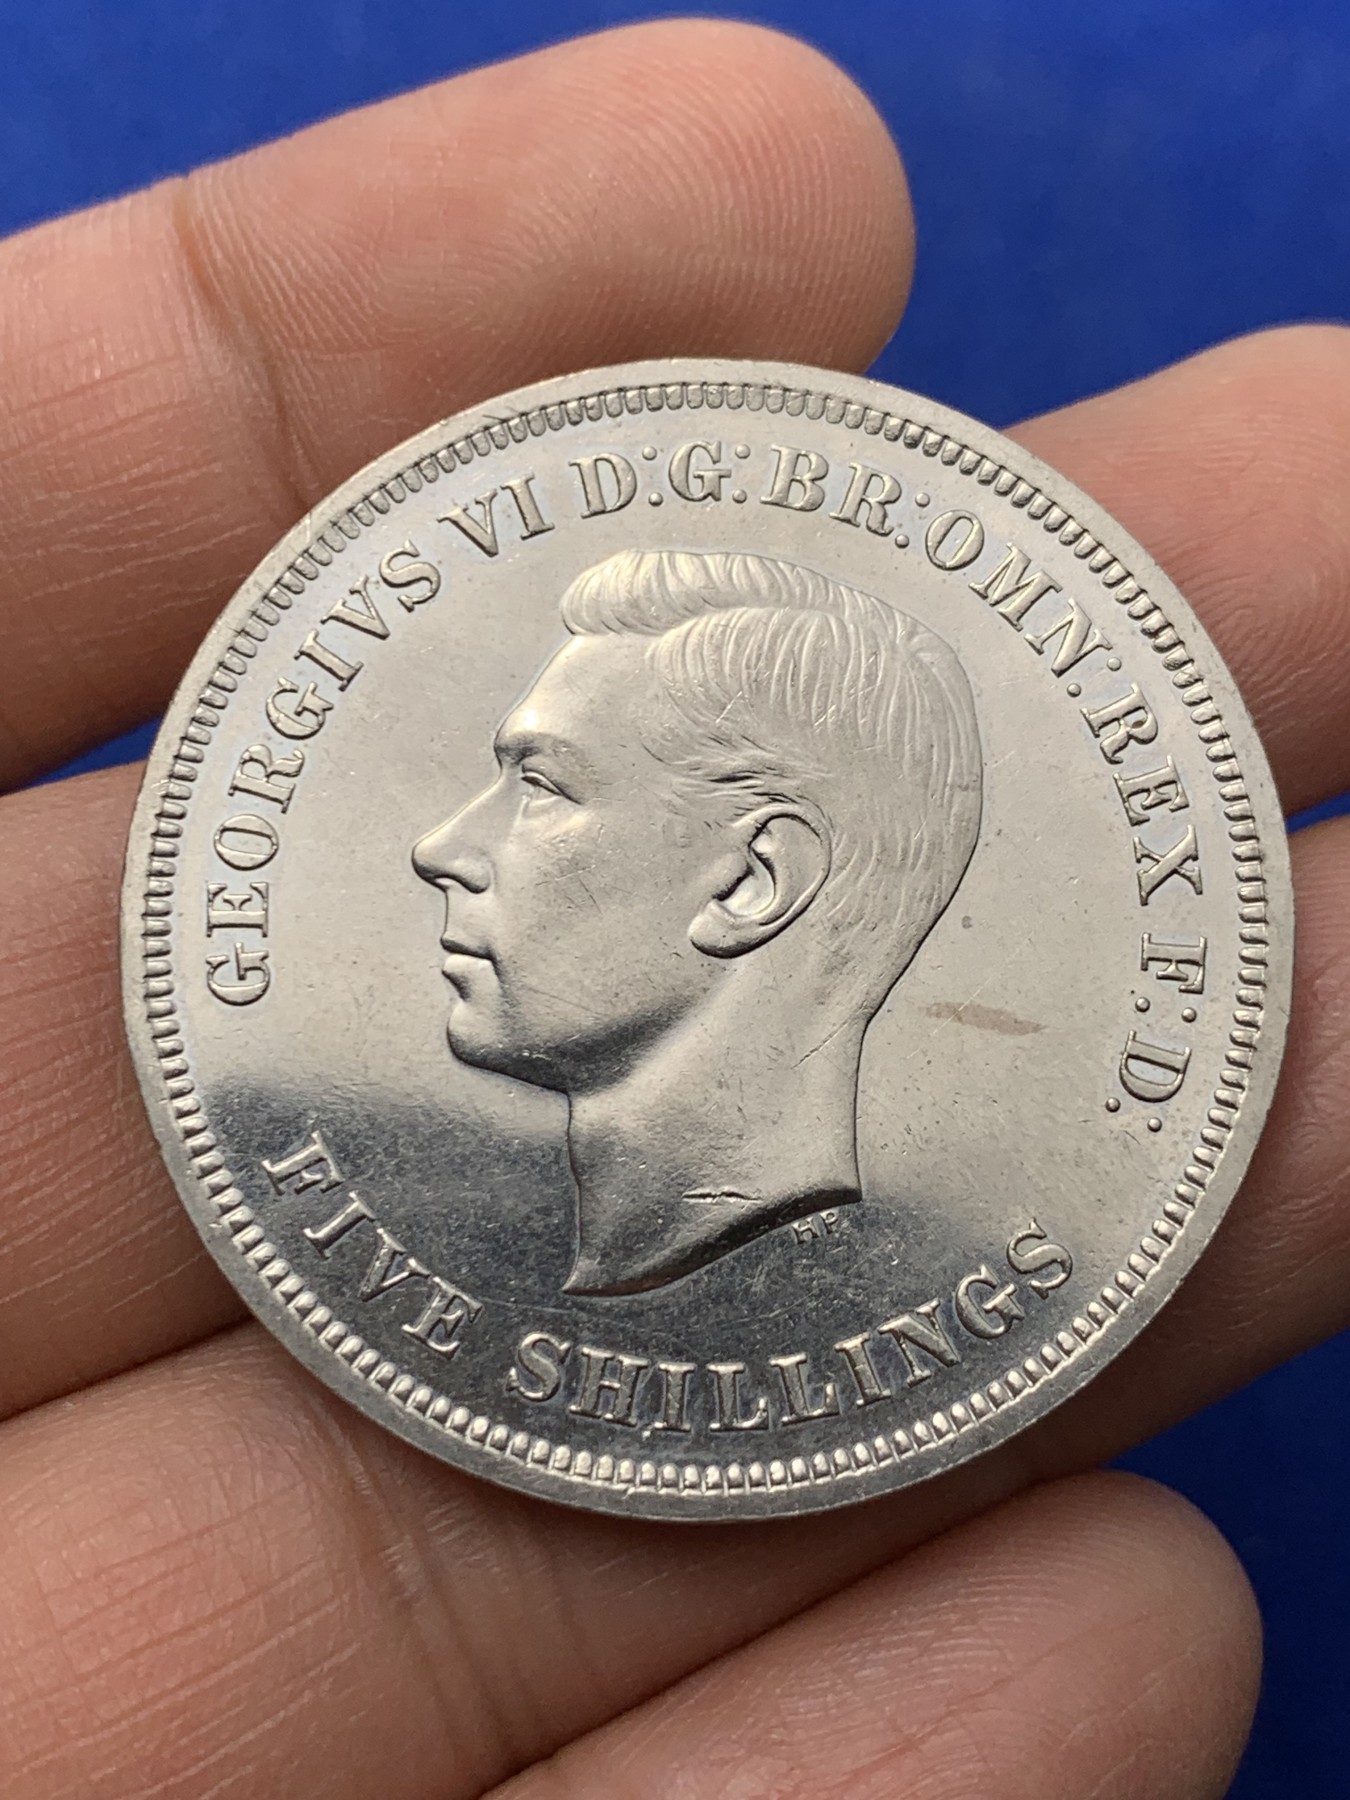 GEORGIVS VI D:G:BR:OMN:REX F:D:
HP
FIVE SHILLINGS